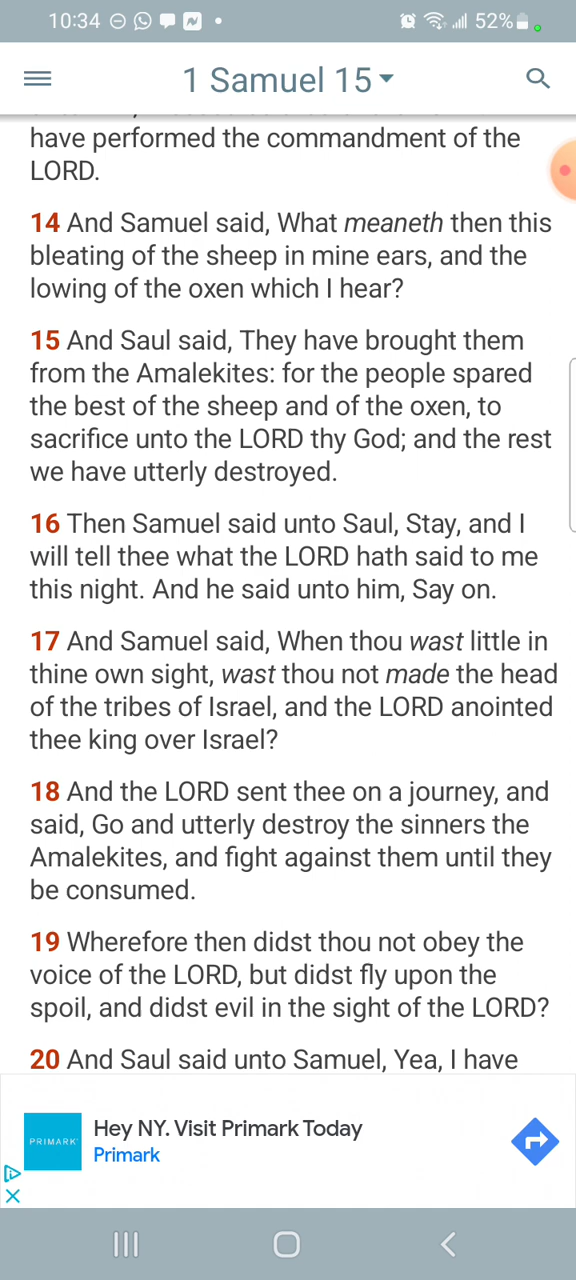 10:34 52%
1 Samuel 15
have performed the commandment of the
LORD.
14 And Samuel said, What meaneth then this
bleating of the sheep in mine ears, and the
lowing of the oxen which I hear?
15 And Saul said, They have brought them
from the Amalekites: for the people spared
the best of the sheep and of the oxen, to
sacrifice unto the LORD thy God; and the rest
we have utterly destroyed.
16 Then Samuel said unto Saul, Stay, and I
will tell thee what the LORD hath said to me
this night. And he said unto him, Say on.
17 And Samuel said, When thou wast little in
thine own sight, wast thou not made the head
of the tribes of Israel, and the LORD anointed
thee king over Israel?
18 And the LORD sent thee on a journey, and
said, Go and utterly destroy the sinners the
Amalekites, and fight against them until they
be consumed.
19 Wherefore then didst thou not obey the
voice of the LORD, but didst fly upon the
spoil, and didst evil in the sight of the LORD?
20 And Saul said unto Samuel, Yea, I have
PRIMARK
Hey NY. Visit Primark Today
Primark